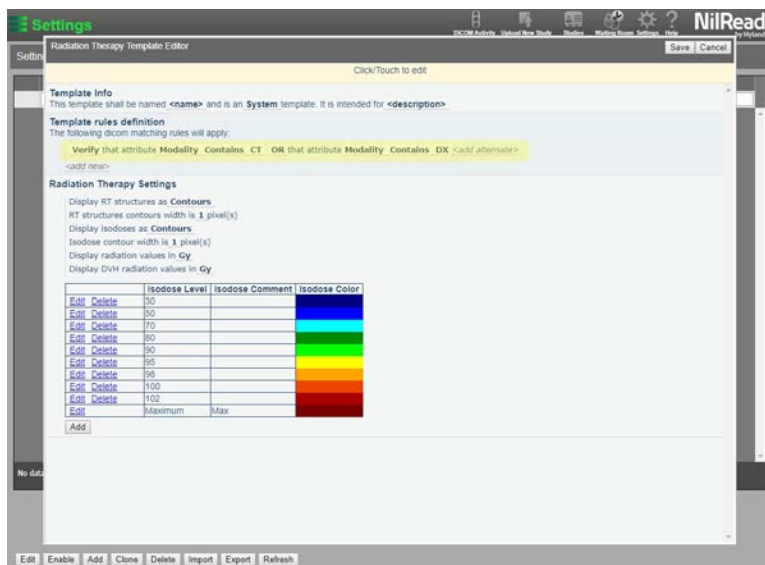 Settings
DICOM Activity Upload New Study Studies Waiting Room Settings Help
NilRead
by Hyland
Settin
Radiation Therapy Template Editor
Save Cancel
Click/Touch to edit
Template Info
This template shall be named <name> and is an System template. It is intended for <description>
Template rules definition
The following dicom matching rules will apply:
Verify that attribute Modality Contains CT OR that attribute Modality Contains DX <add alternate>
<add new>
Radiation Therapy Settings
Display RT structures as Contours
RT structures contours width is 1 pixel(s)
Display isodoses as Contours
Isodose contour width is 1 pixel(s)
Display radiation values in Gy
Display DVH radiation values in Gy
Isodose Level Isodose Comment Isodose Color
Edit Delete 30
Edit Delete 50
Edit Delete 70
Edit Delete 80
Edit Delete 90
Edit Delete 95
Edit Delete 98
Edit Delete 100
Edit Delete 102
Edit Maximum Max
Add
No data
Edit Enable Add Clone Delete Import Export Refresh